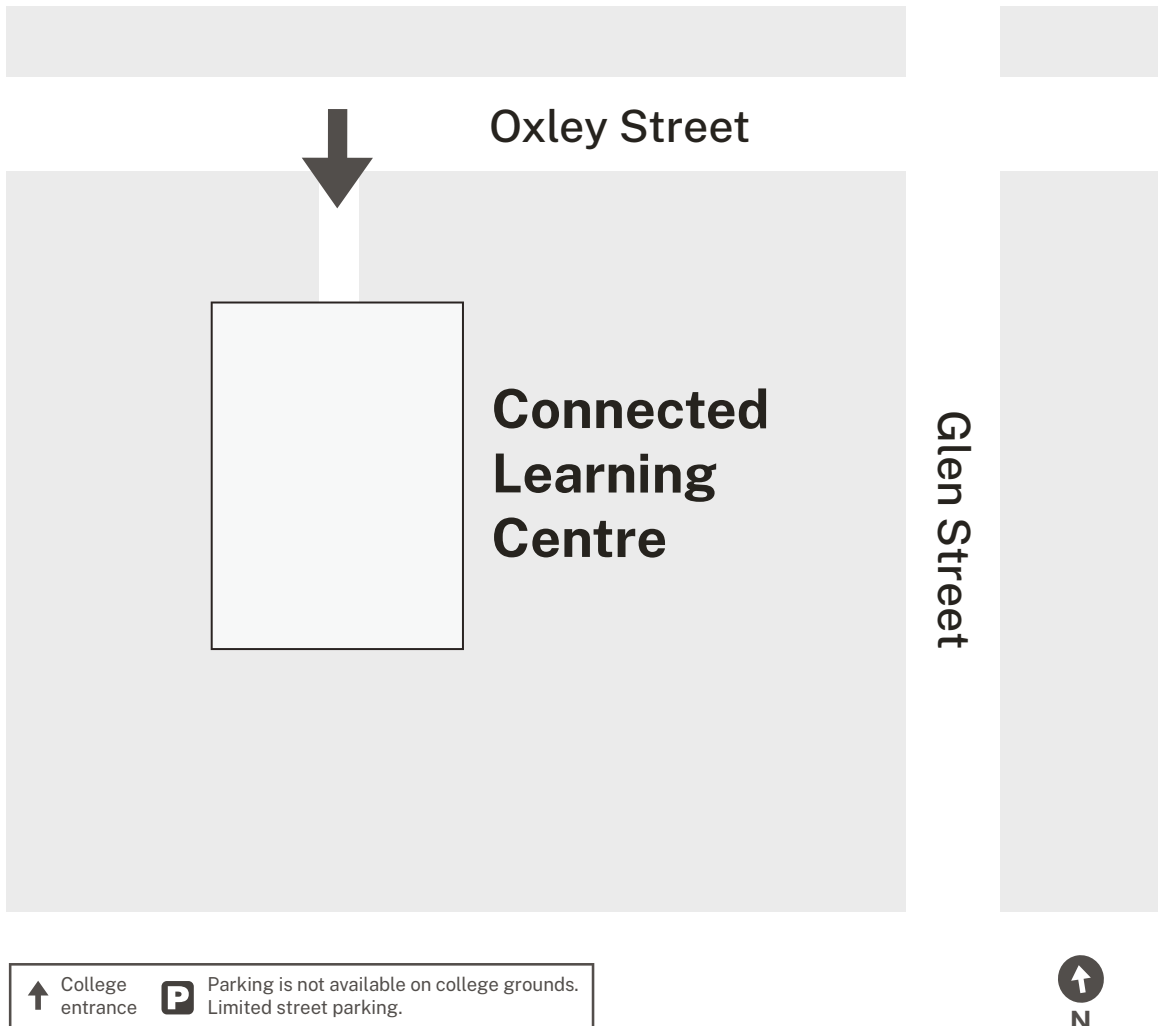 Oxley Street
Connected
Learning
Centre
Glen Street
College
entrance
P
Parking is not available on college grounds.
Limited street parking.
N